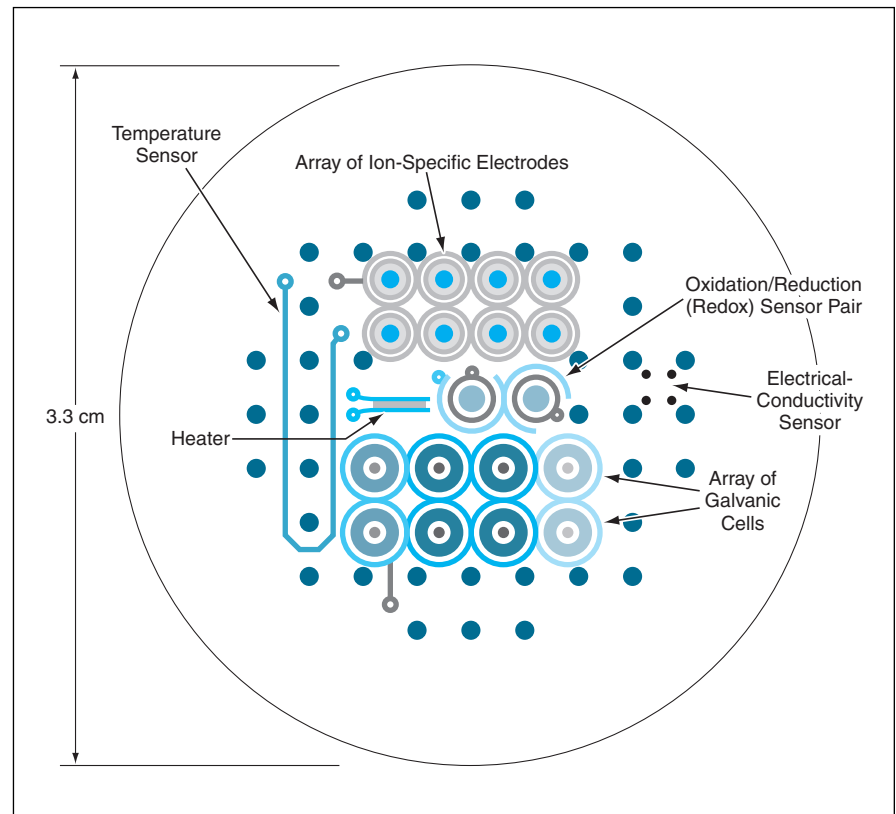 Temperature
Sensor
Array of Ion-Specific Electrodes
Oxidation/Reduction
(Redox) Sensor Pair
Electrical-
Conductivity
Sensor
3.3 cm
Heater
Array of
Galvanic
Cells